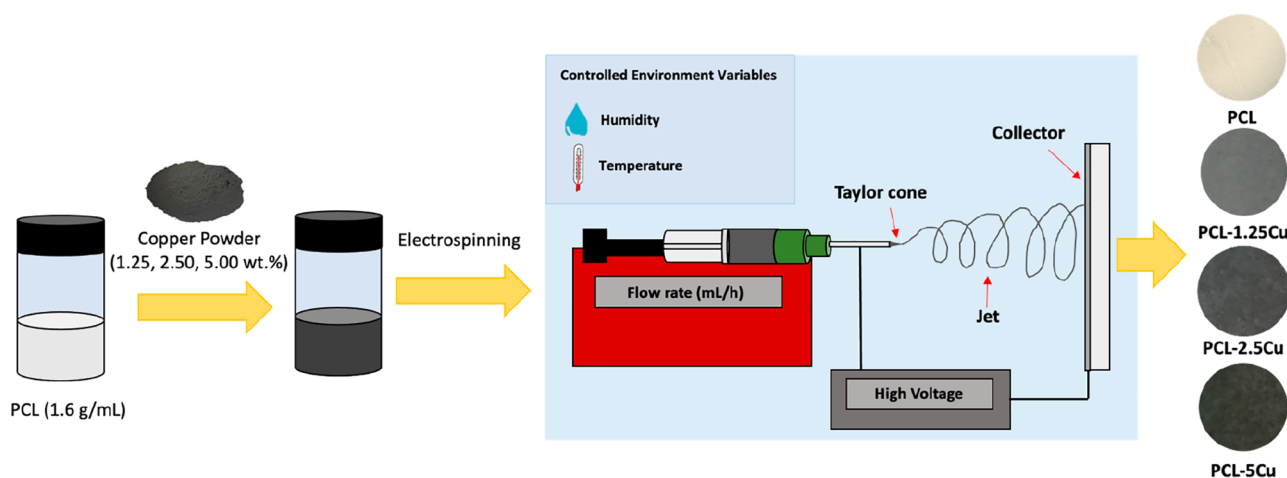 PCL (1.6 g/mL)
Copper Powder
(1.25, 2.50, 5.00 wt.%)
Electrospinning
Controlled Environment Variables
Humidity
Temperature
Flow rate (mL/h)
Taylor cone
Jet
Collector
High Voltage
PCL
PCL-1.25Cu
PCL-2.5Cu
PCL-5Cu